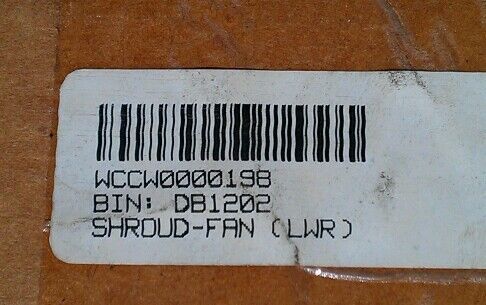 WCCW0000198
BIN: DB1202
SHROUD-FAN (LWR)